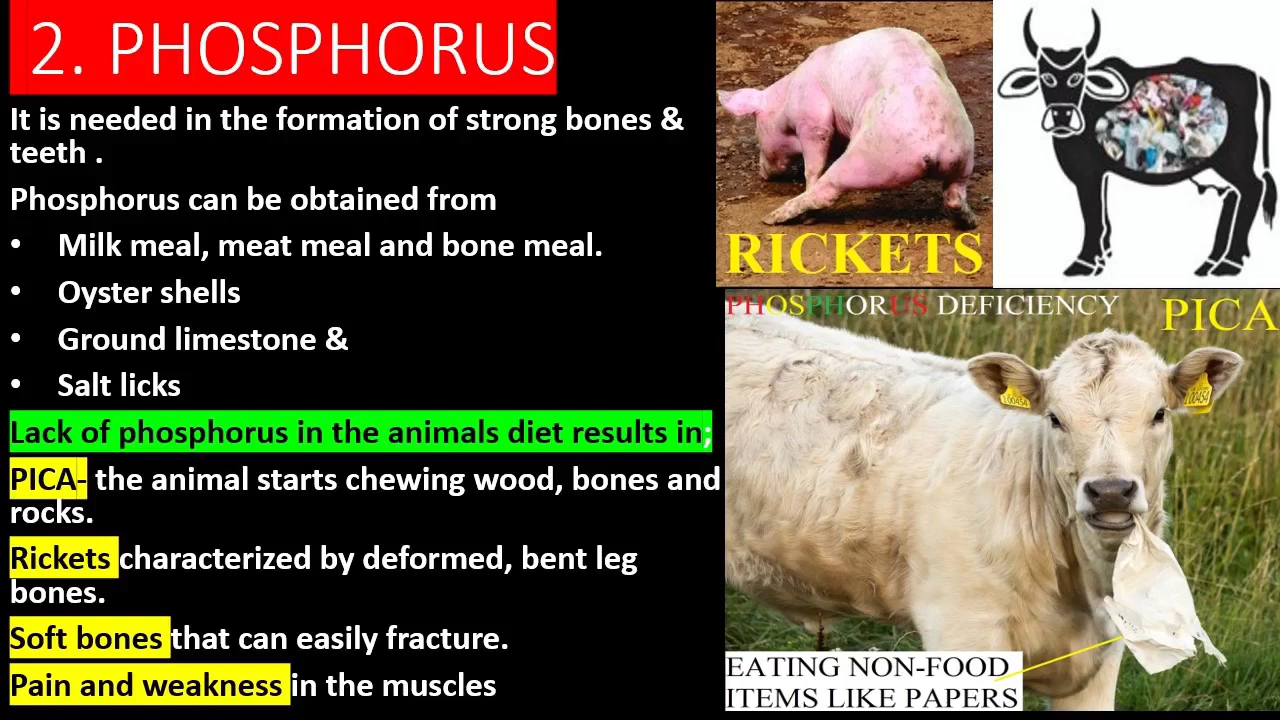 2. PHOSPHORUS
It is needed in the formation of strong bones &
teeth .
Phosphorus can be obtained from
• Milk meal, meat meal and bone meal.
• Oyster shells
• Ground limestone &
• Salt licks
Lack of phosphorus in the animals diet results in;
PICA- the animal starts chewing wood, bones and
rocks.
Rickets characterized by deformed, bent leg
bones.
Soft bones that can easily fracture.
Pain and weakness in the muscles
RICKETS
PHOSPHORUS DEFICIENCY
PICA
100454
100454
EATING NON-FOOD
ITEMS LIKE PAPERS